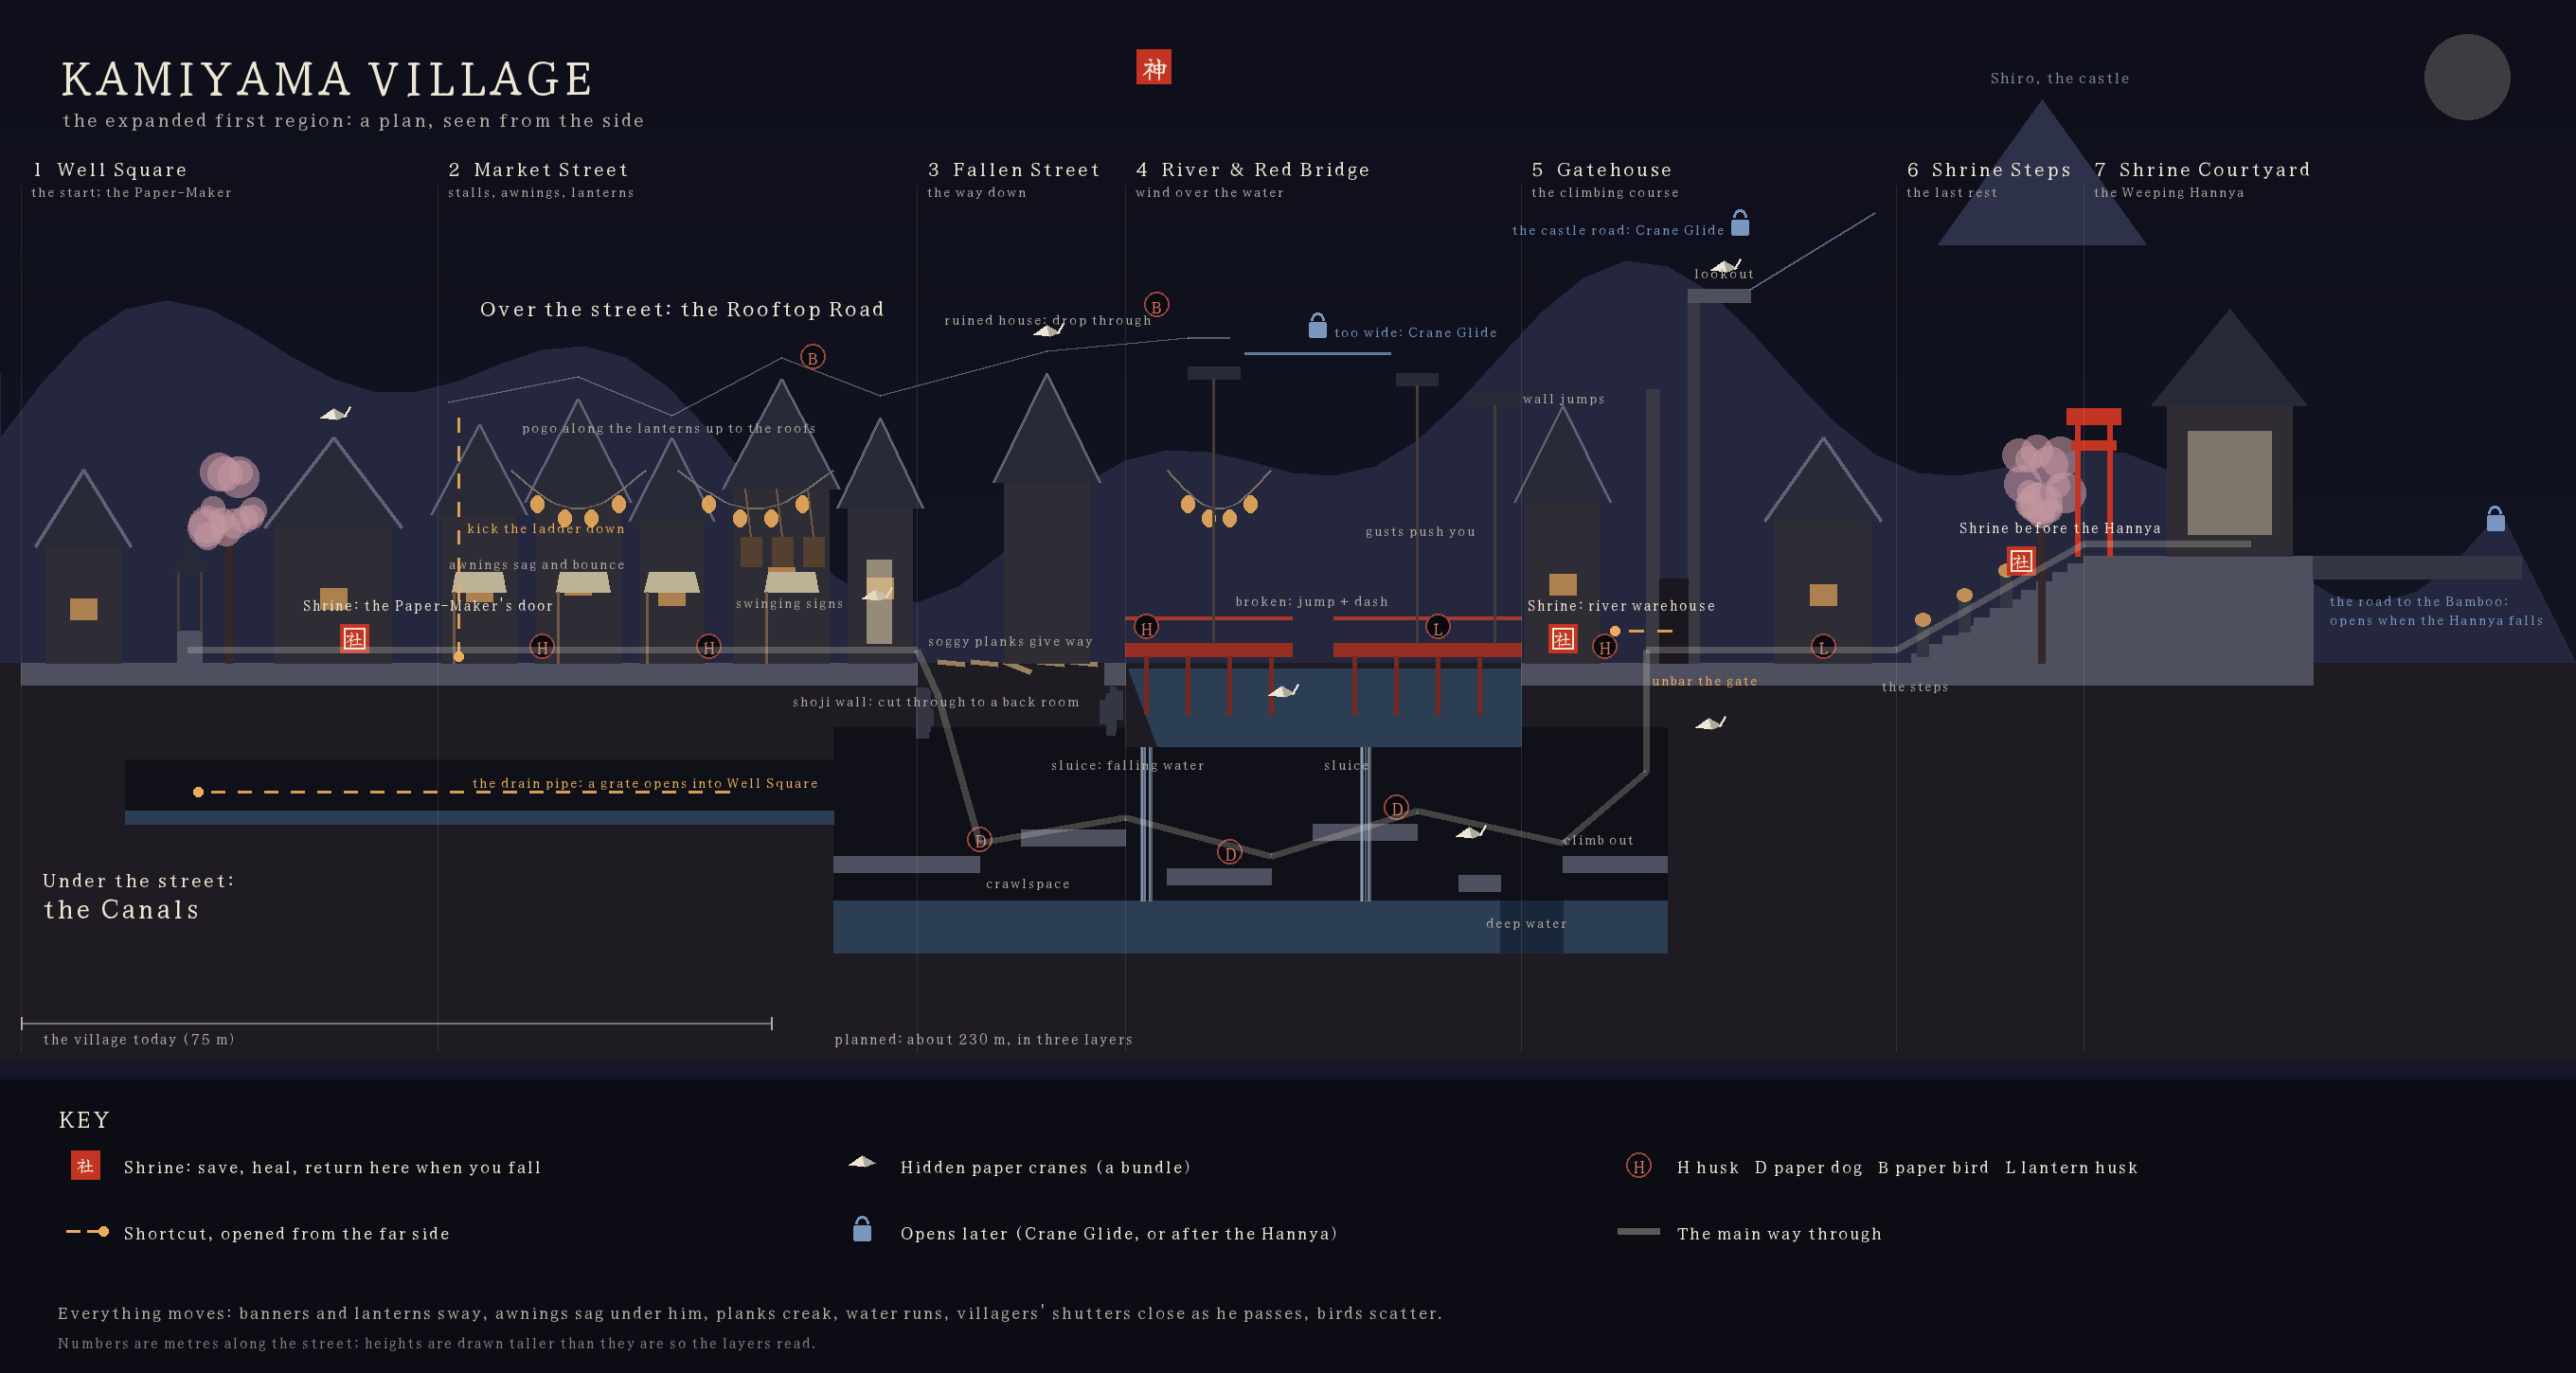 KAMIYAMA VILLAGE
神
the expanded first region: a plan, seen from the side
Shiro, the castle
1 Well Square
the start; the Paper-Maker
2 Market Street
stalls, awnings, lanterns
3 Fallen Street
the way down
4 River & Red Bridge
wind over the water
5 Gatehouse
the climbing course
6 Shrine Steps
the last rest
7 Shrine Courtyard
the Weeping Hannya
the castle road: Crane Glide
lookout
Over the street: the Rooftop Road
B
ruined house: drop through
B
too wide: Crane Glide
wall jumps
pogo along the lanterns up to the roofs
kick the ladder down
awnings sag and bounce
swinging signs
gusts push you
broken: jump + dash
Shrine: the Paper-Maker's door
社
H
H
soggy planks give way
H
L
Shrine: river warehouse
社
H
L
Shrine before the Hannya
社
the road to the Bamboo:
opens when the Hannya falls
unbar the gate
the steps
shoji wall: cut through to a back room
sluice: falling water
sluice
the drain pipe: a grate opens into Well Square
D
D
D
climb out
crawlspace
deep water
Under the street:
the Canals
the village today (75 m)
planned: about 230 m, in three layers
KEY
社 Shrine: save, heal, return here when you fall
Hidden paper cranes (a bundle)
H H husk D paper dog B paper bird L lantern husk
Shortcut, opened from the far side
Opens later (Crane Glide, or after the Hannya)
The main way through
Everything moves: banners and lanterns sway, awnings sag under him, planks creak, water runs, villagers' shutters close as he passes, birds scatter.
Numbers are metres along the street; heights are drawn taller than they are so the layers read.